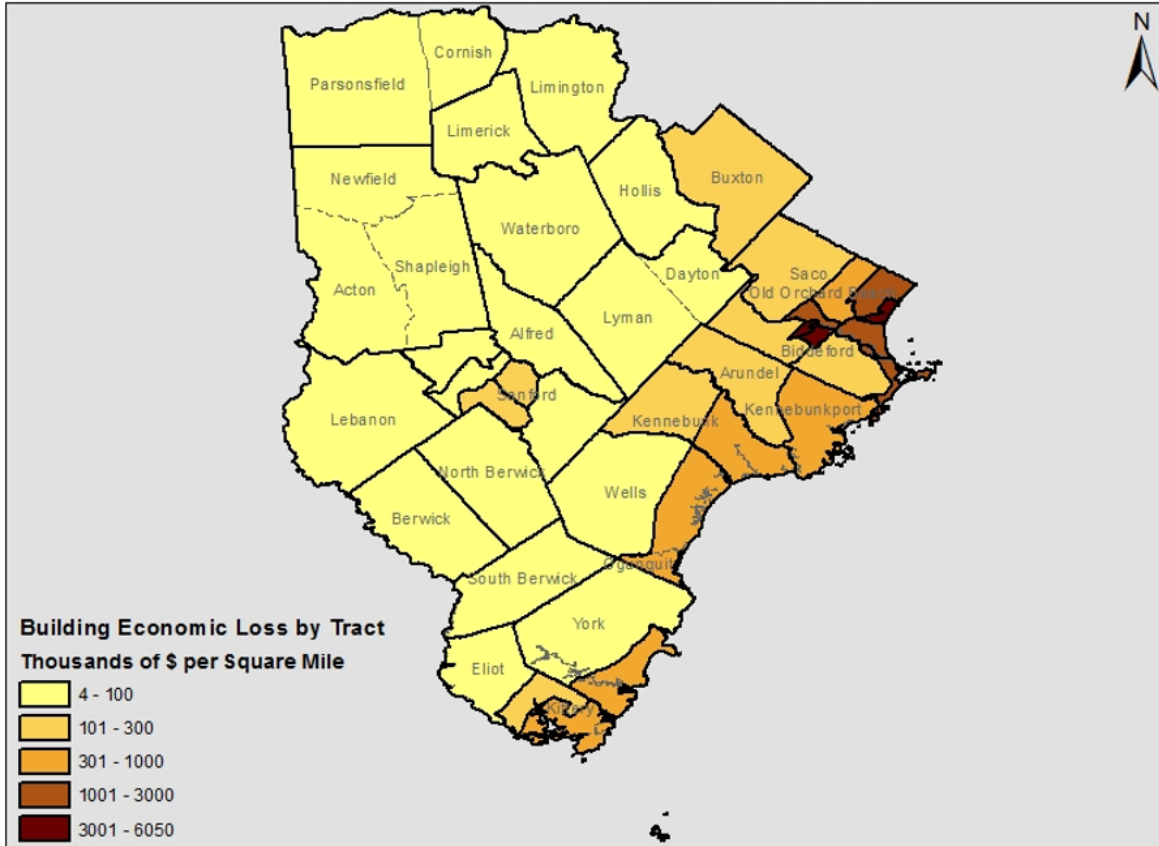 N
Cornish
Parsonsfield
Limington
Limerick
Newfield
Buxton
Hollis
Waterboro
Shapleigh
Dayton
Saco
Acton
Old Orchard Beach
Lyman
Alfred
Biddeford
Arundel
Sanford
Kennebunkport
Lebanon
Kennebunk
North Berwick
Wells
Berwick
Ogunquit
South Berwick
York
Eliot
Kittery
Building Economic Loss by Tract
Thousands of $ per Square Mile
4 - 100
101 - 300
301 - 1000
1001 - 3000
3001 - 6050